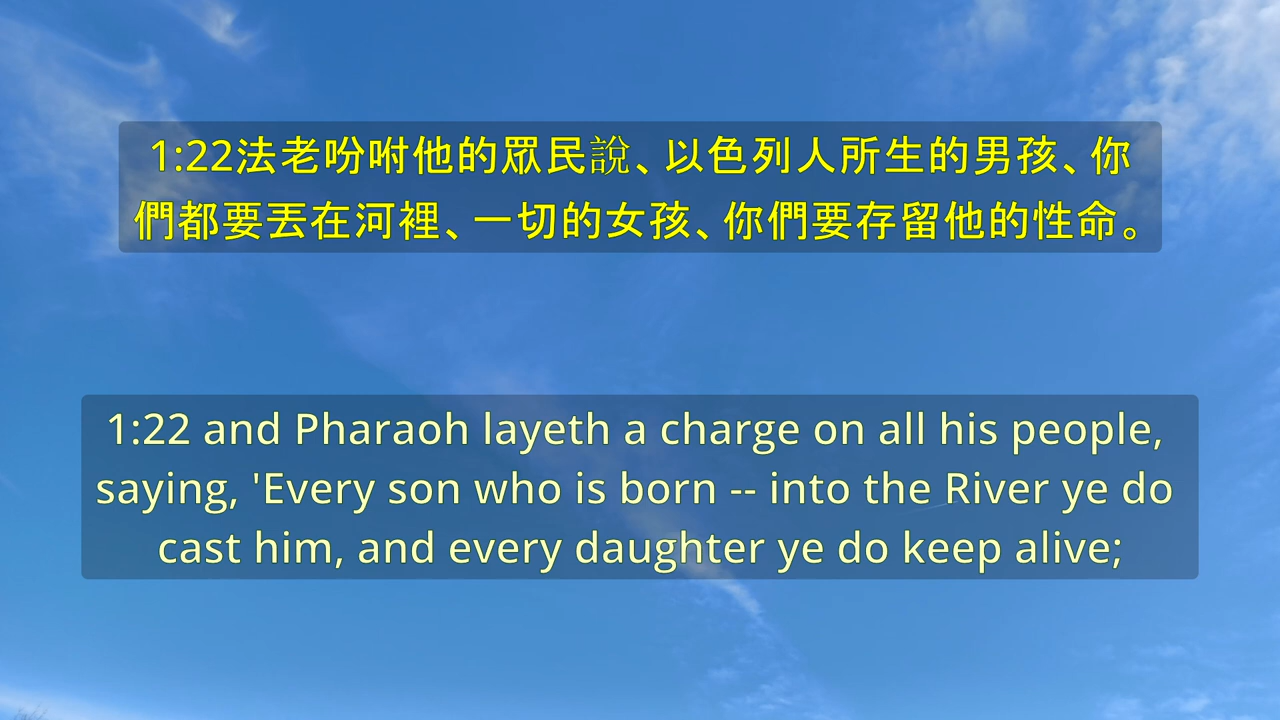 1:22法老吩咐他的眾民說、以色列人所生的男孩、你
們都要丟在河裡、一切的女孩、你們要存留他的性命。
1:22 and Pharaoh layeth a charge on all his people,
saying, 'Every son who is born -- into the River ye do
cast him, and every daughter ye do keep alive;